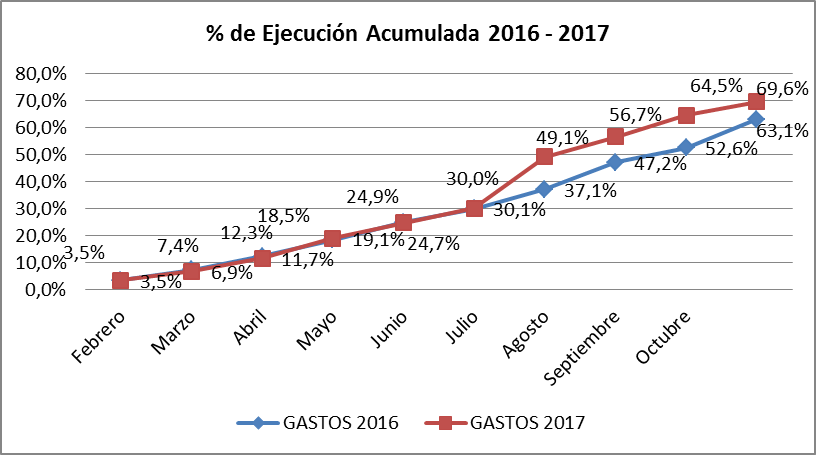 % de Ejecución Acumulada 2016 - 2017
80,0%
70,0%
60,0%
50,0%
40,0%
30,0%
20,0%
10,0%
0,0%
3,5%
7,4%
12,3%
18,5%
24,9%
30,0%
37,1%
47,2%
52,6%
63,1%
3,5%
6,9%
11,7%
19,1%
24,7%
30,1%
49,1%
56,7%
64,5%
69,6%
Febrero
Marzo
Abril
Mayo
Junio
Julio
Agosto
Septiembre
Octubre
GASTOS 2016
GASTOS 2017